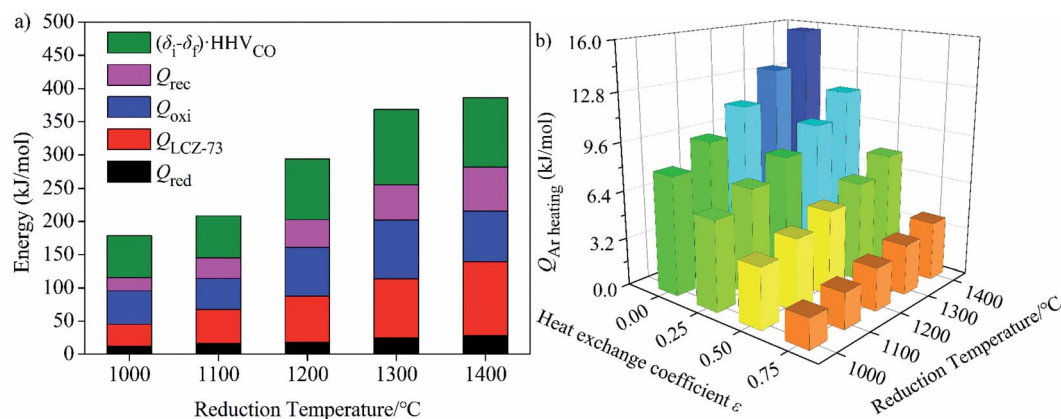 a)
500
450
400
350
300
250
200
150
100
50
0
Energy (kJ/mol)
(δi-δf)·HHVCO
Qrec
Qoxi
QLCZ-73
Qred
1000 1100 1200 1300 1400
Reduction Temperature/°C
b)
16.0
12.8
9.6
6.4
3.2
0.0
QAr heating (kJ/mol)
0.00
0.25
0.50
0.75
Heat exchange coefficient ε
1400
1300
1200
1100
1000
Reduction Temperature/°C